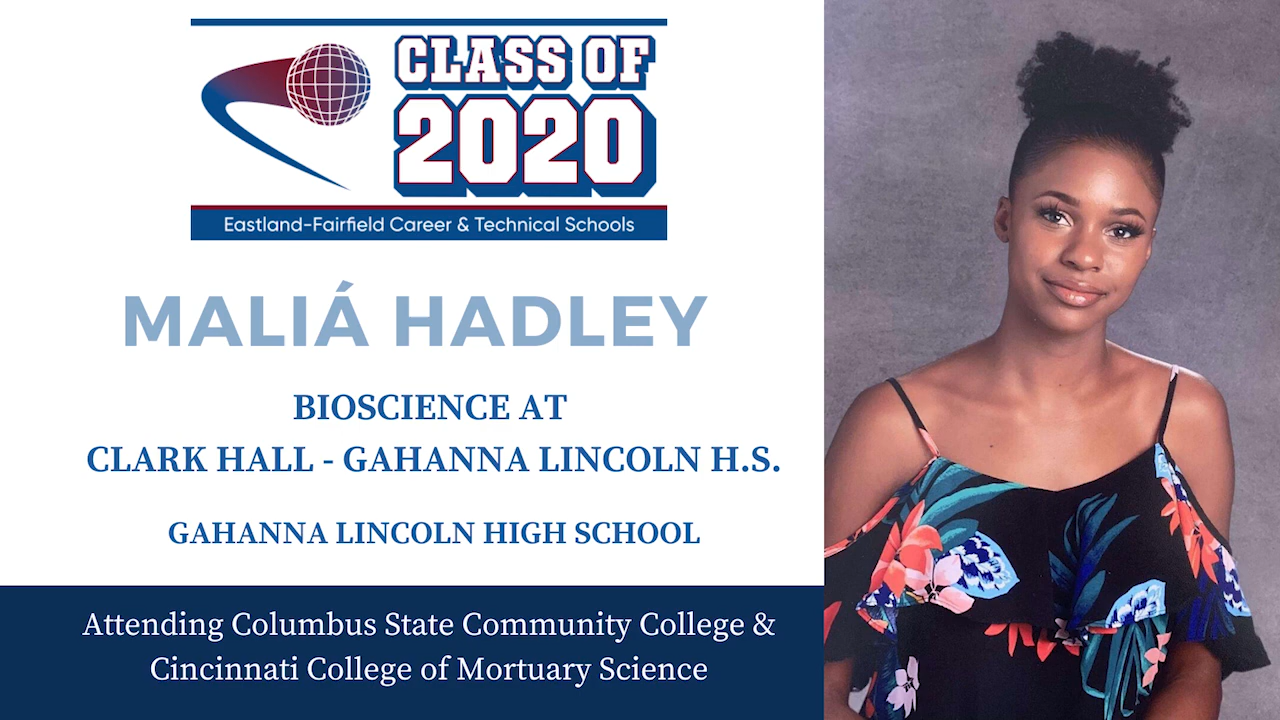 CLASS OF
2020
Eastland-Fairfield Career & Technical Schools
MALIÁ HADLEY
BIOSCIENCE AT
CLARK HALL - GAHANNA LINCOLN H.S.
GAHANNA LINCOLN HIGH SCHOOL
Attending Columbus State Community College &
Cincinnati College of Mortuary Science